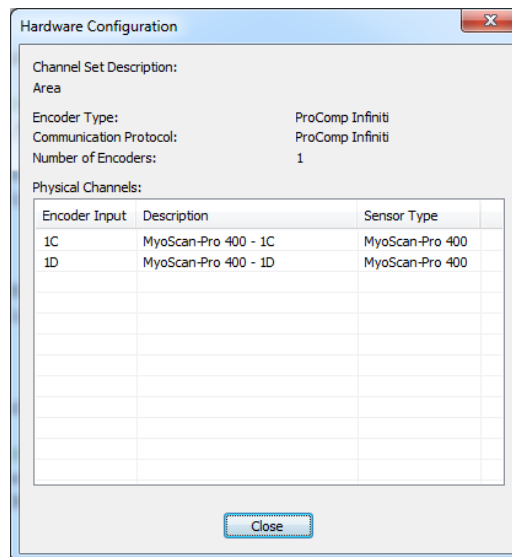 Hardware Configuration
Channel Set Description:
Area
Encoder Type: ProComp Infiniti
Communication Protocol: ProComp Infiniti
Number of Encoders: 1
Physical Channels:
Encoder Input Description Sensor Type
1C MyoScan-Pro 400 - 1C MyoScan-Pro 400
1D MyoScan-Pro 400 - 1D MyoScan-Pro 400
Close